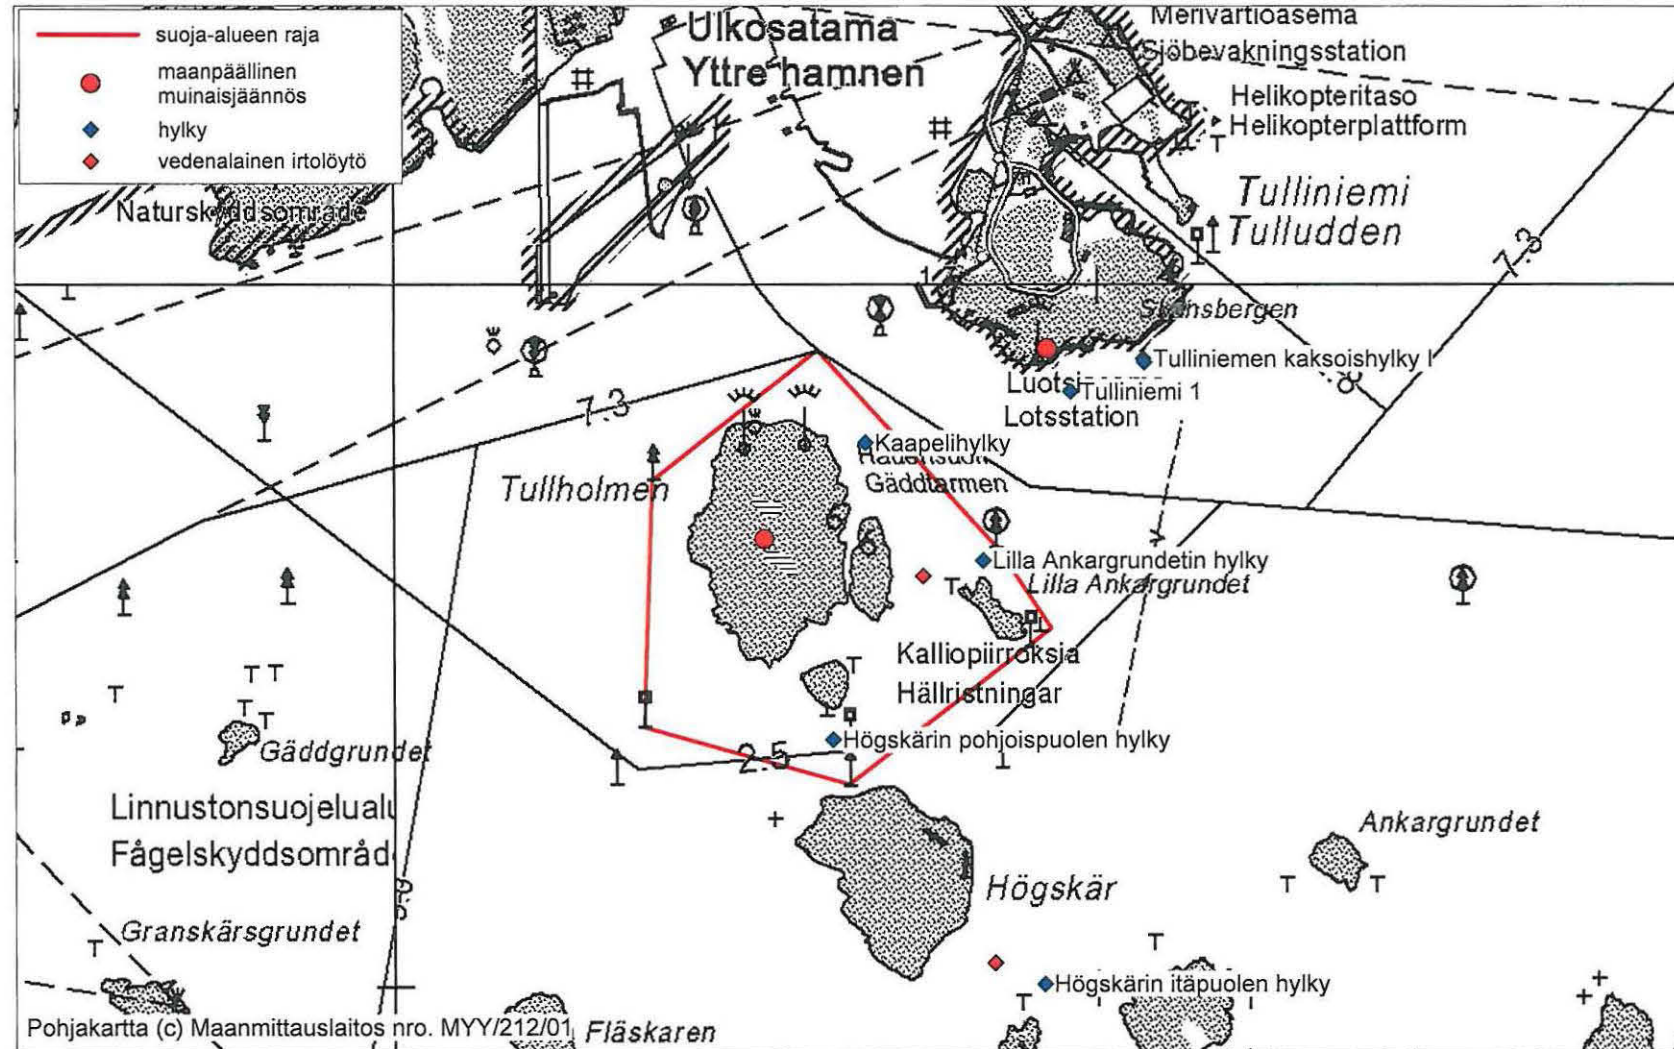 suoja-alueen raja
maanpäällinen
muinaisjäännös
hylky
vedenalainen irtolöytö
Ulkosatama
Yttre hamnen
Merivartioasema
Sjöbevakningsstation
Helikopteritaso
Helikopterplattform
Tulliniemi
Tulludden
Naturskyddsområde
7.3
Skansbergen
Tulliniemen kaksoishylky I
Luotsi
Tulliniemi 1
Lotsstation
7.3
Kaapelihylky
Gäddtarmen
Tullholmen
Lilla Ankargrundetin hylky
Lilla Ankargrundet
Kalliopiirroksia
Hällristningar
Högskärin pohjoispuolen hylky
2.5
Gäddgrundet
Linnustonsuojelualu
Fågelskyddsområd
Ankargrundet
Högskär
Granskärsgrundet
Högskärin itäpuolen hylky
Pohjakartta (c) Maanmittauslaitos nro. MYY/212/01
Fläskaren